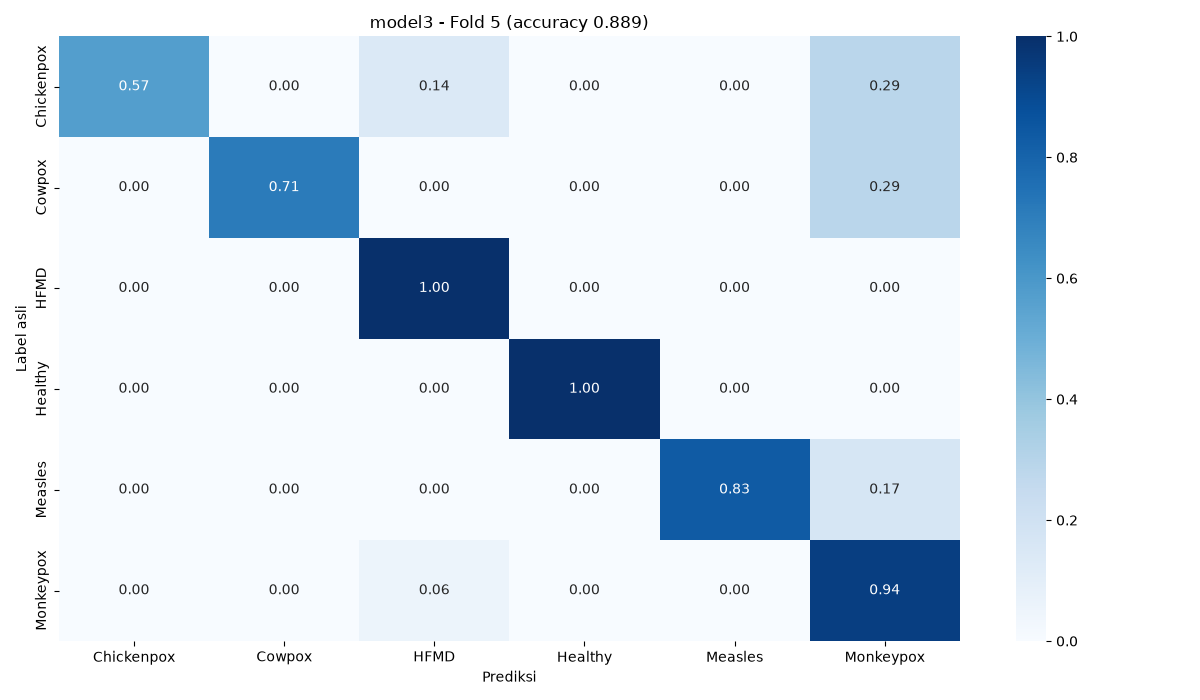 model3 - Fold 5 (accuracy 0.889)
Label asli
Chickenpox 0.57 0.00 0.14 0.00 0.00 0.29
Cowpox 0.00 0.71 0.00 0.00 0.00 0.29
HFMD 0.00 0.00 1.00 0.00 0.00 0.00
Healthy 0.00 0.00 0.00 1.00 0.00 0.00
Measles 0.00 0.00 0.00 0.00 0.83 0.17
Monkeypox 0.00 0.00 0.06 0.00 0.00 0.94
Chickenpox Cowpox HFMD Healthy Measles Monkeypox
Prediksi
1.0
0.8
0.6
0.4
0.2
0.0